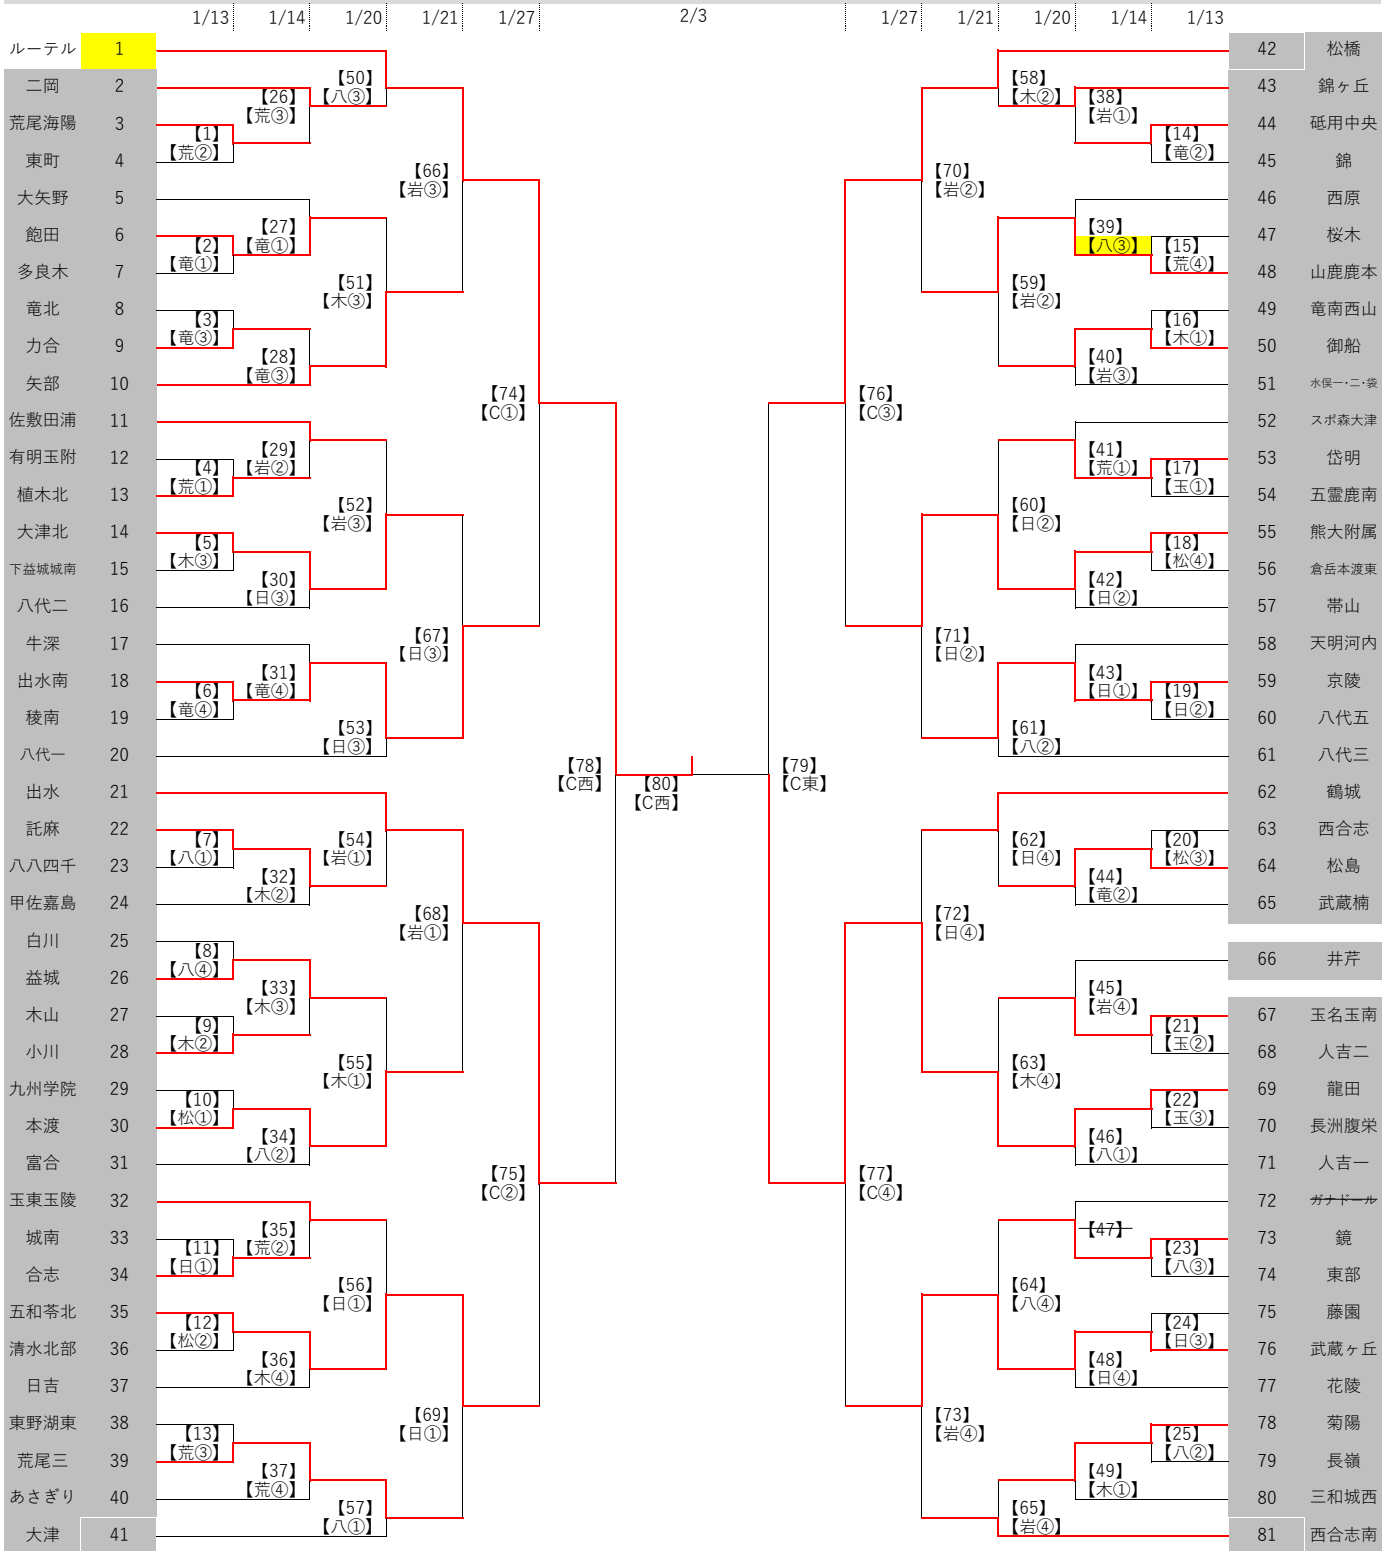 1/13 1/14 1/20 1/21 1/27 2/3 1/27 1/21 1/20 1/14 1/13
ルーテル 1
二岡 2
荒尾海陽 3
東町 4
大矢野 5
飽田 6
多良木 7
竜北 8
力合 9
矢部 10
佐敷田浦 11
有明玉附 12
植木北 13
大津北 14
下益城城南 15
八代二 16
牛深 17
出水南 18
稜南 19
八代一 20
出水 21
託麻 22
八八四千 23
甲佐嘉島 24
白川 25
益城 26
木山 27
小川 28
九州学院 29
本渡 30
富合 31
玉東玉陵 32
城南 33
合志 34
五和苓北 35
清水北部 36
日吉 37
東野湖東 38
荒尾三 39
あさぎり 40
大津 41
【1】
【荒②】
【2】
【竜①】
【3】
【竜③】
【4】
【荒①】
【5】
【木③】
【6】
【竜④】
【7】
【八①】
【8】
【八④】
【9】
【木②】
【10】
【松①】
【11】
【日①】
【12】
【松②】
【13】
【荒③】
【26】
【荒③】
【27】
【竜①】
【28】
【竜③】
【29】
【岩②】
【30】
【日③】
【31】
【竜④】
【32】
【木②】
【33】
【木③】
【34】
【八②】
【35】
【荒②】
【36】
【木④】
【37】
【荒④】
【50】
【八③】
【51】
【木③】
【52】
【岩③】
【53】
【日③】
【54】
【岩①】
【55】
【木①】
【56】
【日①】
【57】
【八①】
【66】
【岩③】
【67】
【日③】
【68】
【岩①】
【69】
【日①】
【74】
【C①】
【75】
【C②】
【78】
【C西】
【80】
【C西】
【79】
【C東】
【76】
【C③】
【77】
【C④】
【70】
【岩②】
【71】
【日②】
【72】
【日④】
【73】
【岩④】
【58】
【木②】
【59】
【岩②】
【60】
【日②】
【61】
【八②】
【62】
【日④】
【63】
【木④】
【64】
【八④】
【65】
【岩④】
【38】
【岩①】
【39】
【八③】
【40】
【岩③】
【41】
【荒①】
【42】
【日②】
【43】
【日①】
【44】
【竜②】
【45】
【岩④】
【46】
【八①】
【47】
【48】
【日④】
【49】
【木①】
【14】
【竜②】
【15】
【荒④】
【16】
【木①】
【17】
【玉①】
【18】
【松④】
【19】
【日②】
【20】
【松③】
【21】
【玉②】
【22】
【玉③】
【23】
【八③】
【24】
【日③】
【25】
【八②】
42 松橋
43 錦ヶ丘
44 砥用中央
45 錦
46 西原
47 桜木
48 山鹿鹿本
49 竜南西山
50 御船
51 水俣一・二・袋
52 スポ森大津
53 岱明
54 五霊鹿南
55 熊大附属
56 倉岳本渡東
57 帯山
58 天明河内
59 京陵
60 八代五
61 八代三
62 鶴城
63 西合志
64 松島
65 武蔵楠
66 井芹
67 玉名玉南
68 人吉二
69 龍田
70 長洲腹栄
71 人吉一
72 ガナドール
73 鏡
74 東部
75 藤園
76 武蔵ヶ丘
77 花陵
78 菊陽
79 長嶺
80 三和城西
81 西合志南